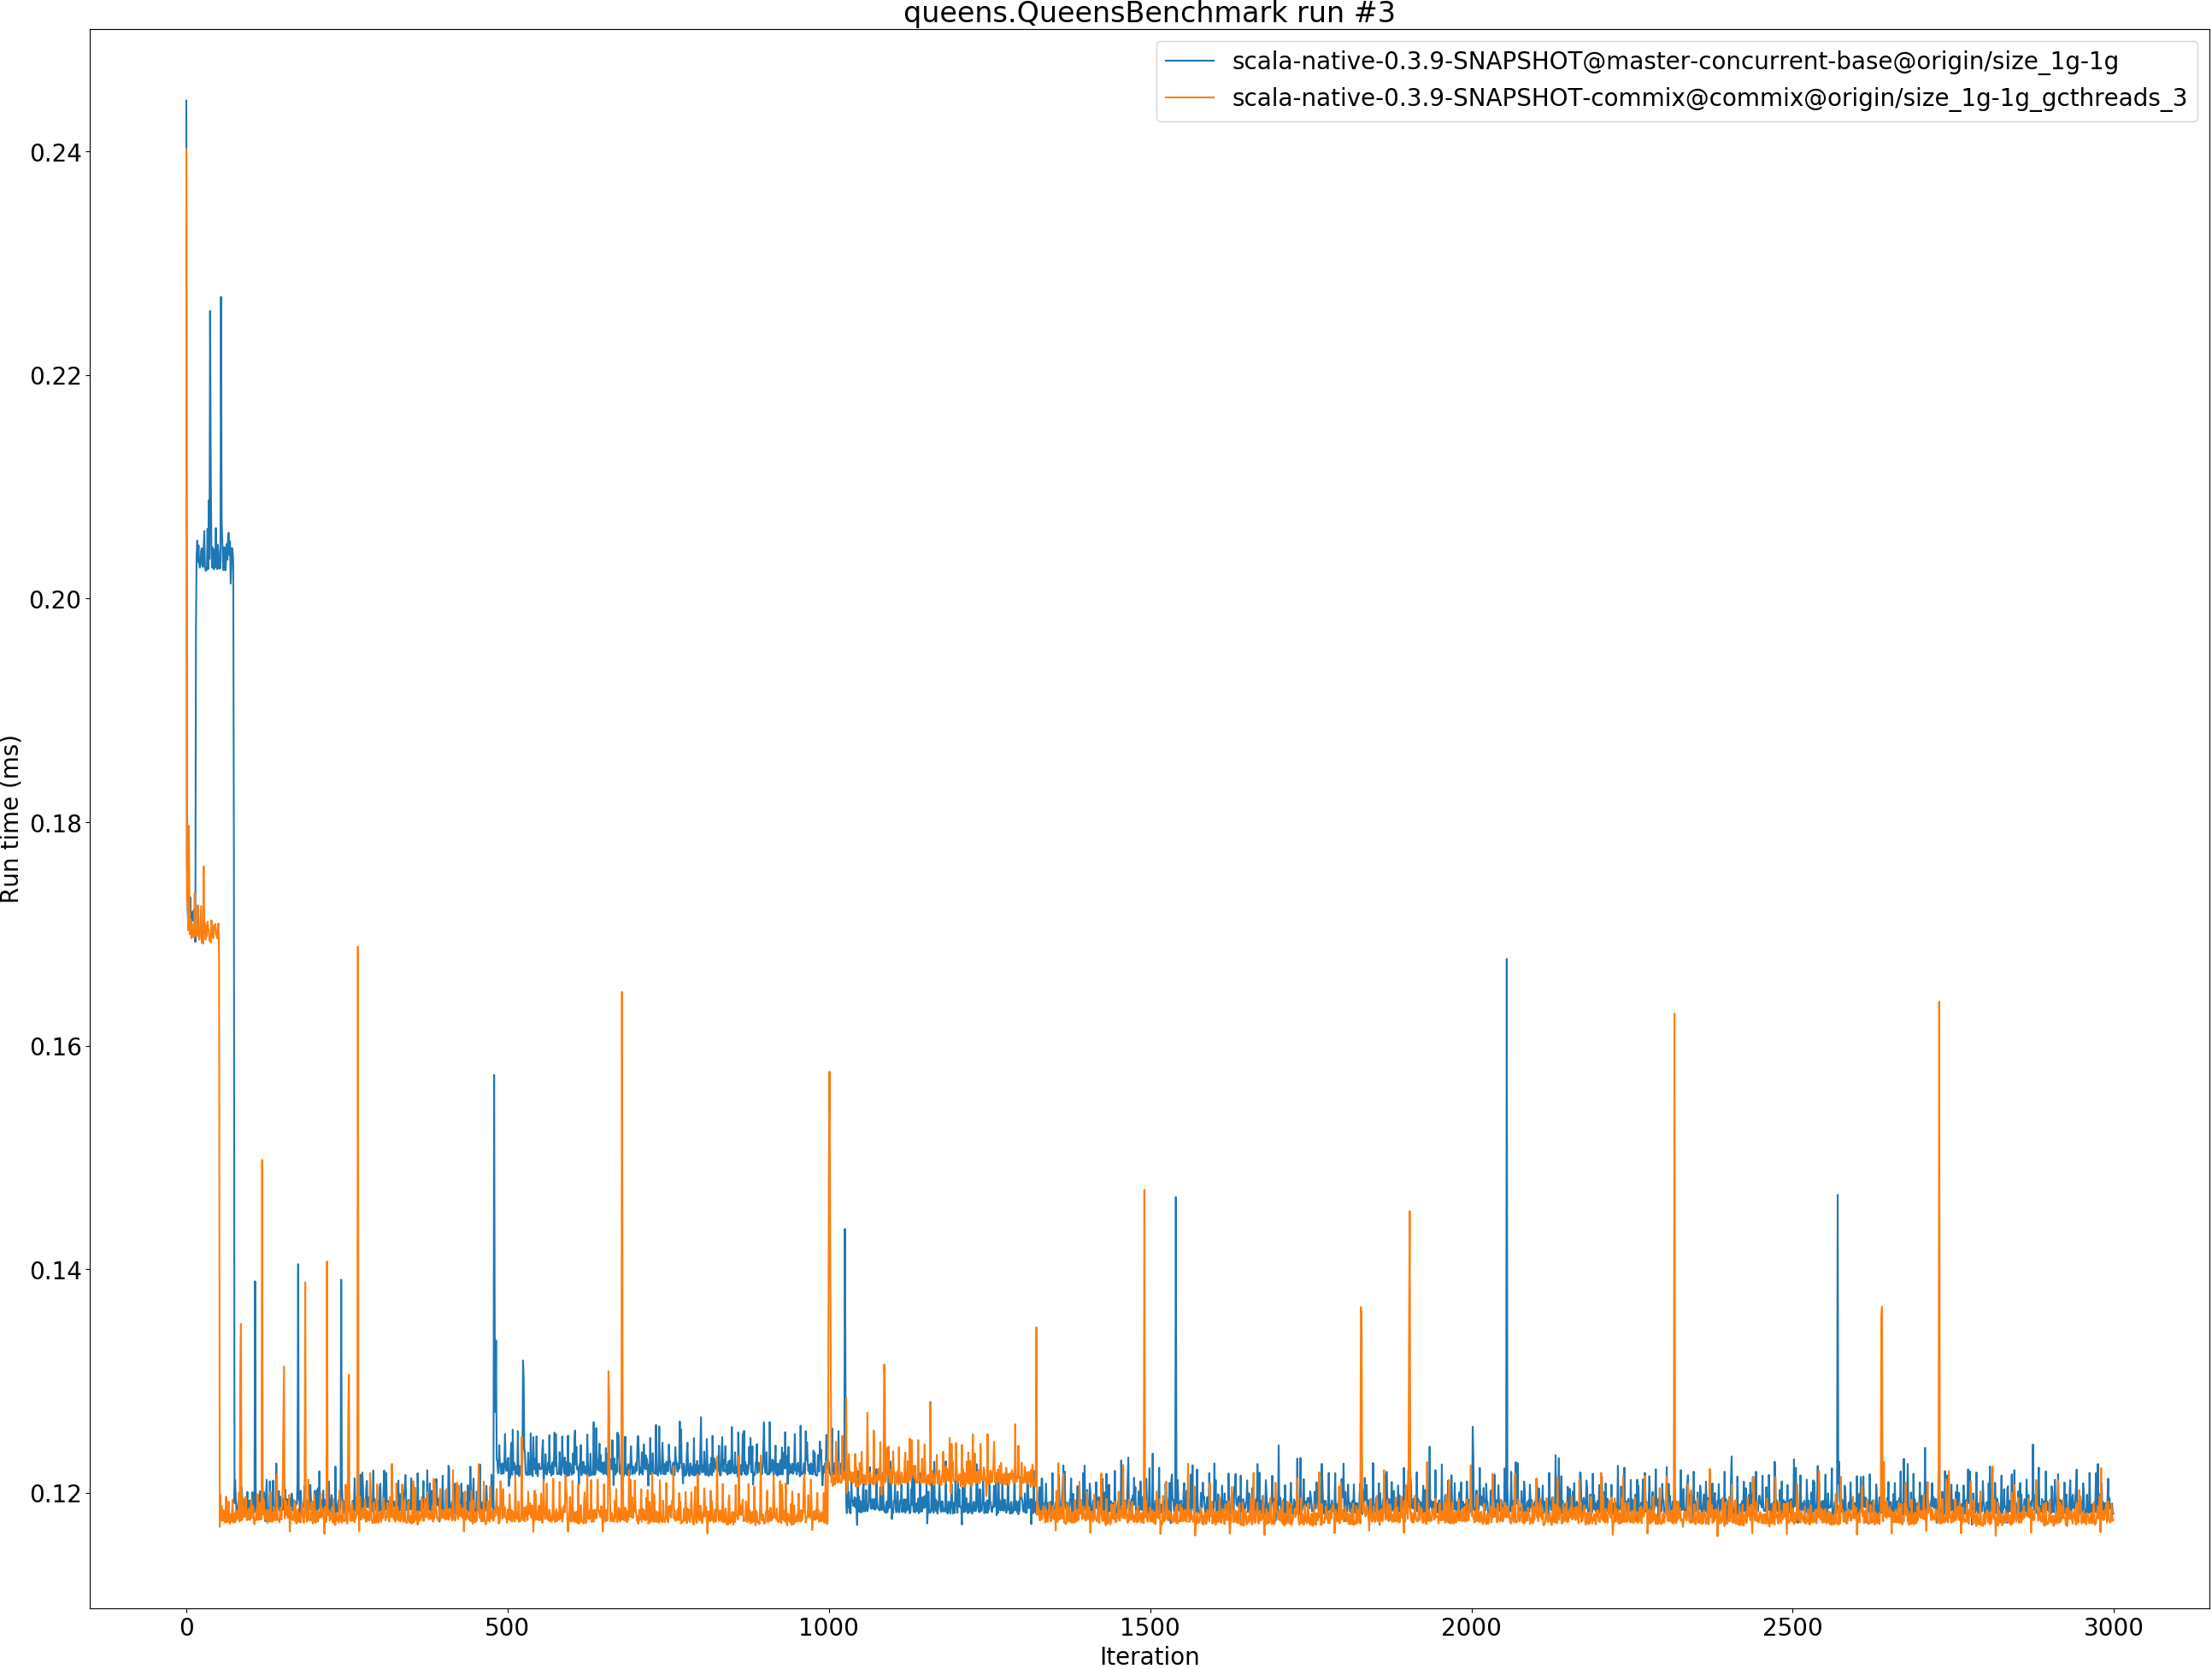 queens.QueensBenchmark run #3
scala-native-0.3.9-SNAPSHOT@master-concurrent-base@origin/size_1g-1g
scala-native-0.3.9-SNAPSHOT-commix@commix@origin/size_1g-1g_gcthreads_3
Run time (ms)
0.24
0.22
0.20
0.18
0.16
0.14
0.12
0
500
1000
1500
2000
2500
3000
Iteration